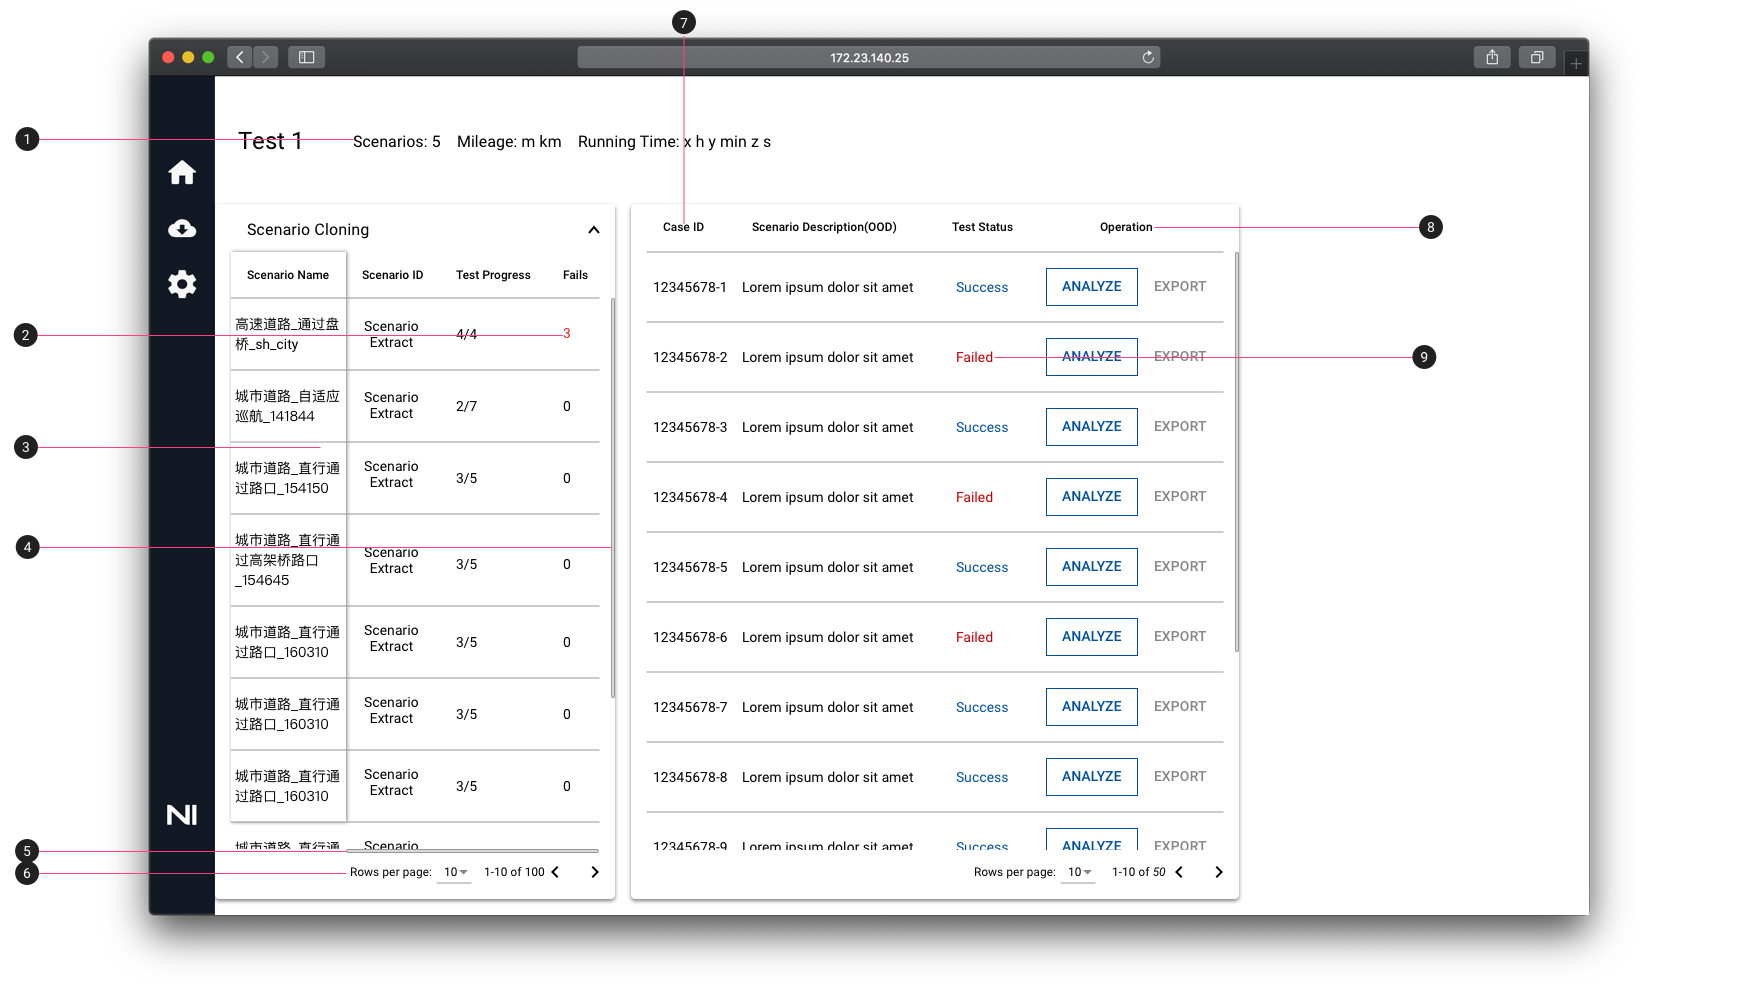 7
172.23.140.25
1
Test 1
Scenarios: 5 Mileage: m km Running Time: x h y min z s
Scenario Cloning
Scenario Name Scenario ID Test Progress Fails
2
高速道路_通过盘
桥_sh_city
Scenario
Extract
4/4
3
城市道路_自适应
巡航_141844
Scenario
Extract
2/7
0
3
城市道路_直行通
过路口_154150
Scenario
Extract
3/5
0
4
城市道路_直行通
过高架桥路口
_154645
Scenario
Extract
3/5
0
城市道路_直行通
过路口_160310
Scenario
Extract
3/5
0
城市道路_直行通
过路口_160310
Scenario
Extract
3/5
0
城市道路_直行通
过路口_160310
Scenario
Extract
3/5
0
城市道路_直行通
Scenario
5
6
Rows per page: 10 1-10 of 100
NI
Case ID Scenario Description(OOD) Test Status Operation
8
12345678-1 Lorem ipsum dolor sit amet Success ANALYZE EXPORT
12345678-2 Lorem ipsum dolor sit amet Failed ANALYZE EXPORT
9
12345678-3 Lorem ipsum dolor sit amet Success ANALYZE EXPORT
12345678-4 Lorem ipsum dolor sit amet Failed ANALYZE EXPORT
12345678-5 Lorem ipsum dolor sit amet Success ANALYZE EXPORT
12345678-6 Lorem ipsum dolor sit amet Failed ANALYZE EXPORT
12345678-7 Lorem ipsum dolor sit amet Success ANALYZE EXPORT
12345678-8 Lorem ipsum dolor sit amet Success ANALYZE EXPORT
12345678-9 Lorem ipsum dolor sit amet Success ANALYZE EXPORT
Rows per page: 10 1-10 of 50